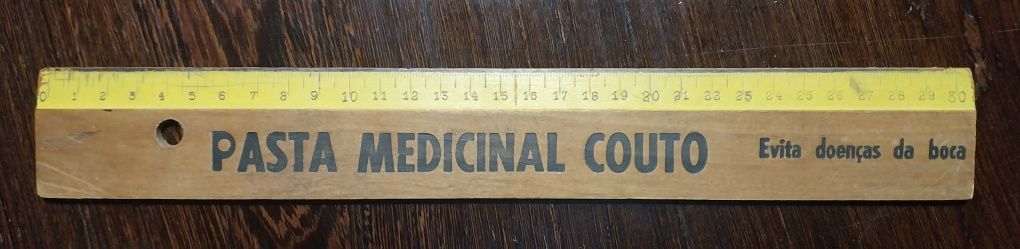 0 1 2 3 4 5 6 7 8 9 10 11 12 13 14 15 16 17 18 19 20 21 22 23 24 25 26 27 28 29 30
PASTA MEDICINAL COUTO Evita doenças da boca